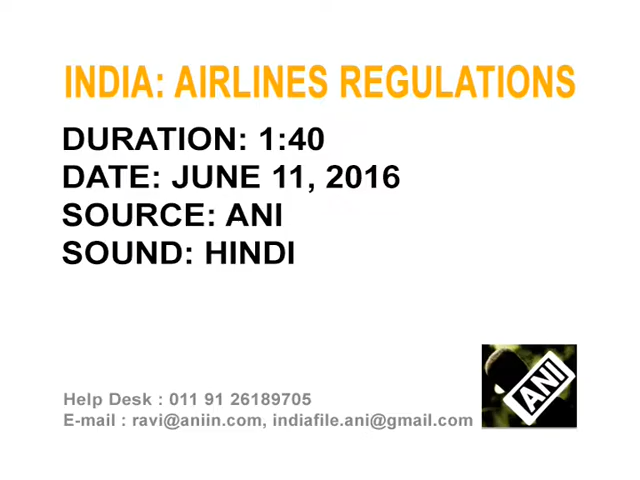 INDIA: AIRLINES REGULATIONS
DURATION: 1:40
DATE: JUNE 11, 2016
SOURCE: ANI
SOUND: HINDI
Help Desk : 011 91 26189705
E-mail : ravi@aniin.com, indiafile.ani@gmail.com
ANI